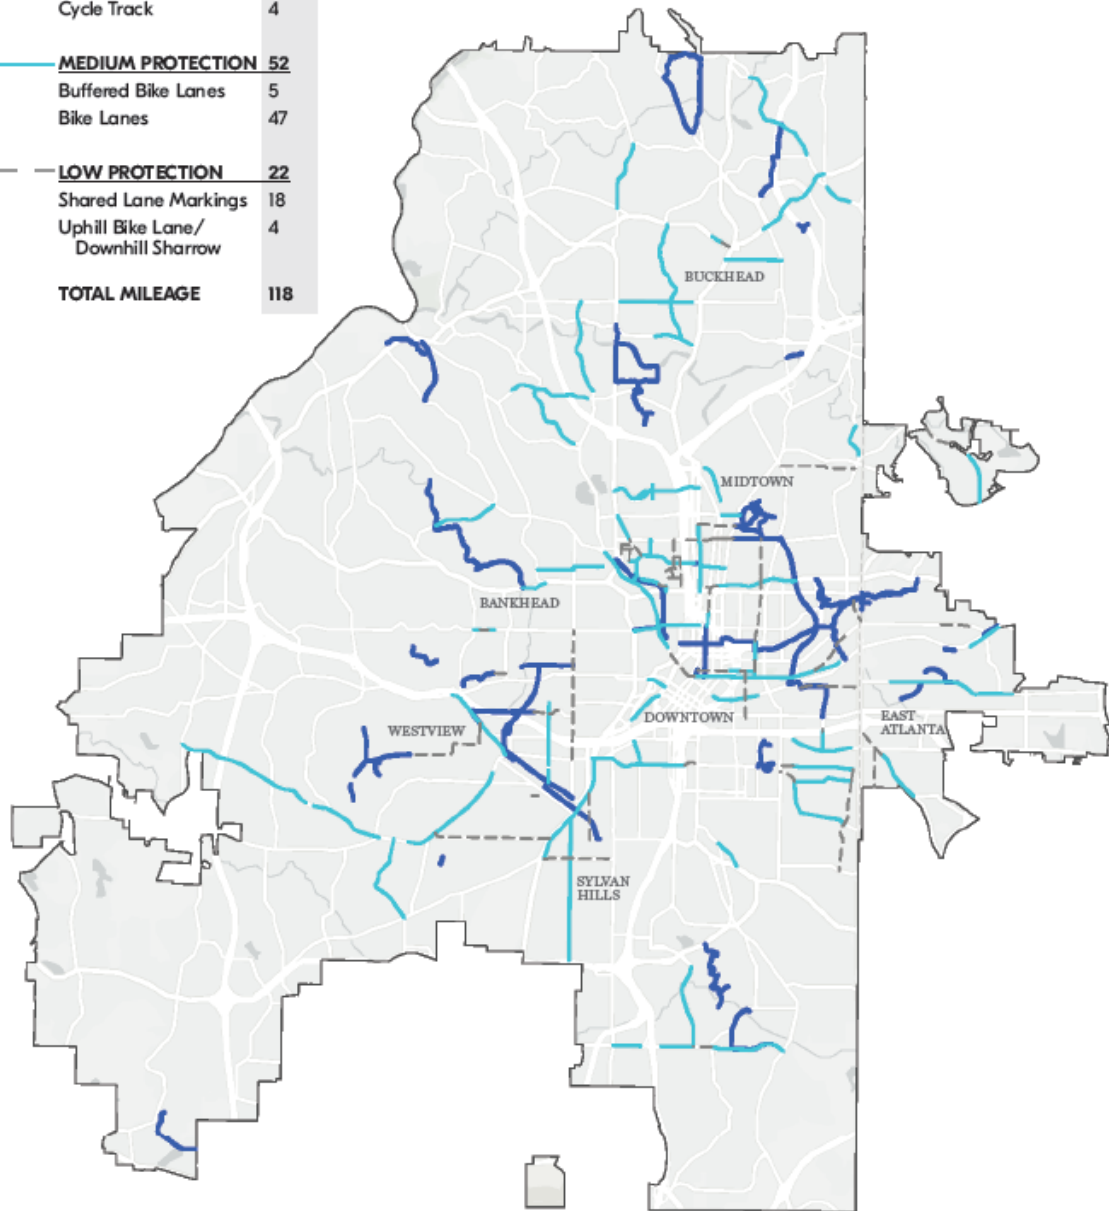 Cycle Track 4
MEDIUM PROTECTION 52
Buffered Bike Lanes 5
Bike Lanes 47
LOW PROTECTION 22
Shared Lane Markings 18
Uphill Bike Lane/ 4
Downhill Sharrow
TOTAL MILEAGE 118
BUCKHEAD
MIDTOWN
BANKHEAD
WESTVIEW
DOWNTOWN
EAST
ATLANTA
SYLVAN
HILLS